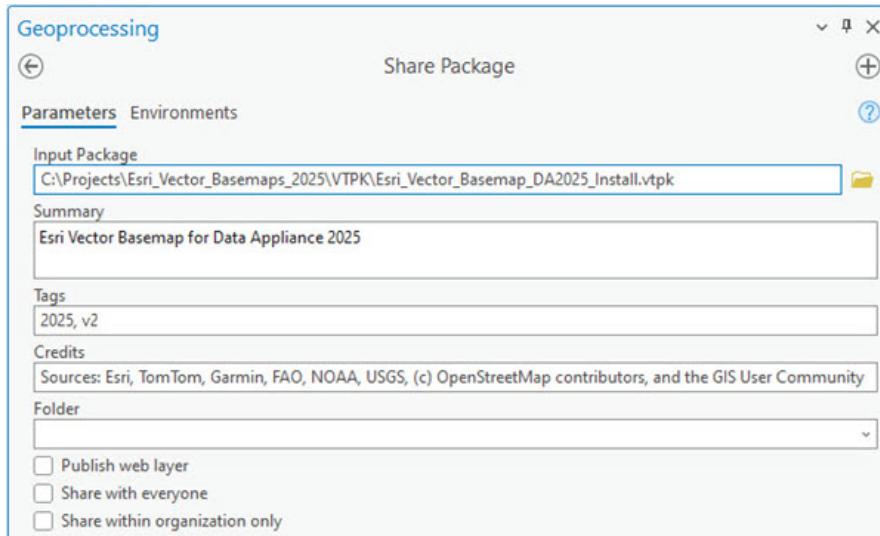 Geoprocessing
Share Package
Parameters Environments
Input Package
C:\Projects\Esri_Vector_Basemaps_2025\VTPK\Esri_Vector_Basemap_DA2025_Install.vtpk
Summary
Esri Vector Basemap for Data Appliance 2025
Tags
2025, v2
Credits
Sources: Esri, TomTom, Garmin, FAO, NOAA, USGS, (c) OpenStreetMap contributors, and the GIS User Community
Folder
Publish web layer
Share with everyone
Share within organization only